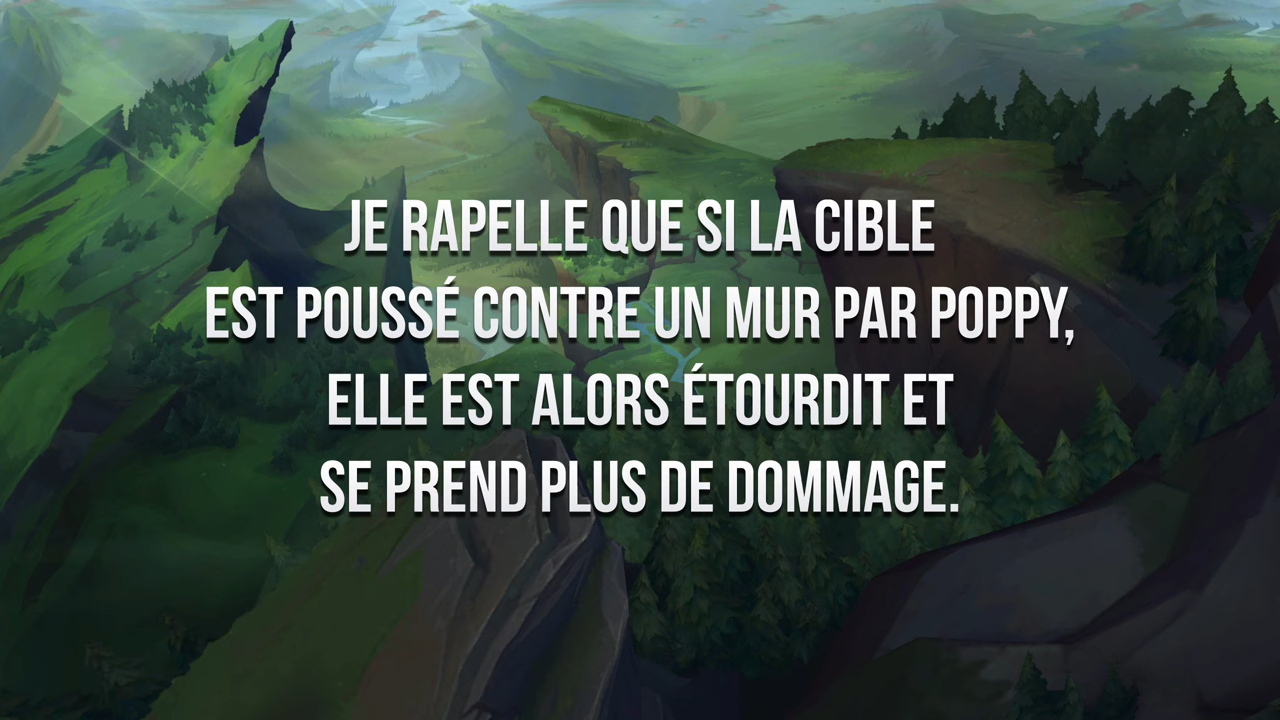 JE RAPELLE QUE SI LA CIBLE
EST POUSSÉ CONTRE UN MUR PAR POPPY,
ELLE EST ALORS ÉTOURDIT ET
SE PREND PLUS DE DOMMAGE.